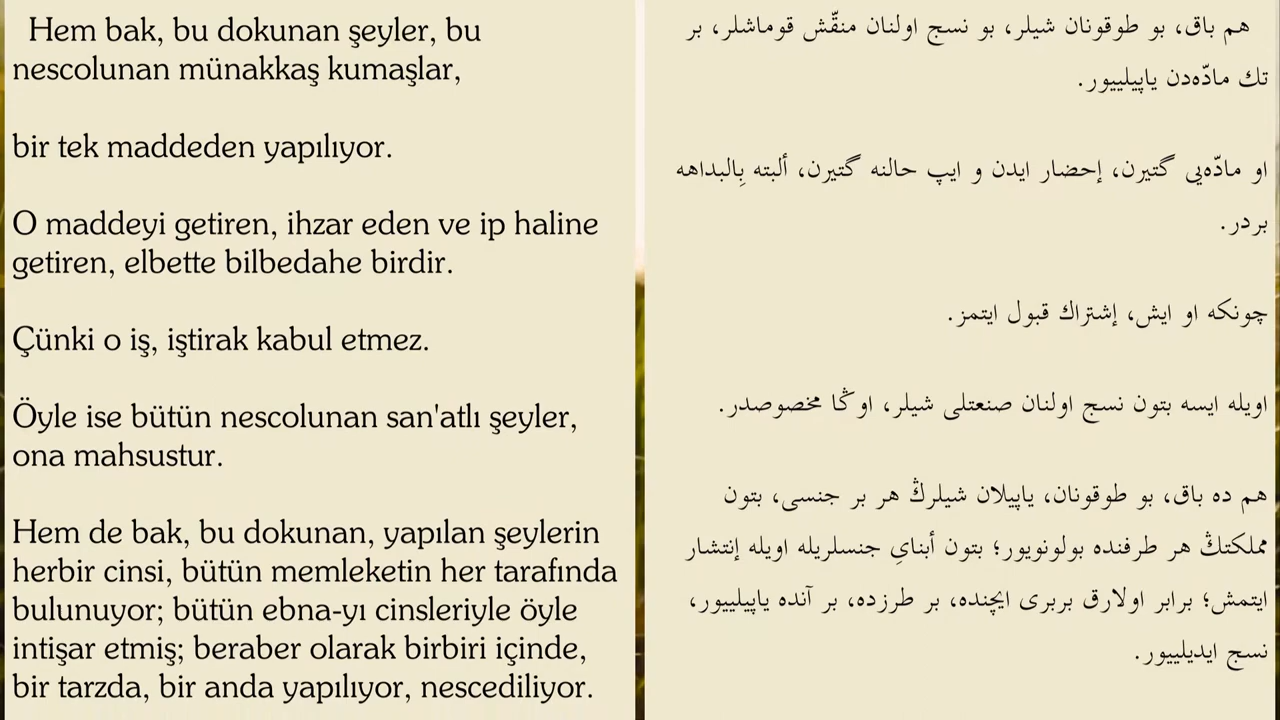 Hem bak, bu dokunan şeyler, bu
nescolunan münakkaş kumaşlar,
bir tek maddeden yapılıyor.
O maddeyi getiren, ihzar eden ve ip haline
getiren, elbette bilbedahe birdir.
Çünki o iş, iştirak kabul etmez.
Öyle ise bütün nescolunan san'atlı şeyler,
ona mahsustur.
Hem de bak, bu dokunan, yapılan şeylerin
herbir cinsi, bütün memleketin her tarafında
bulunuyor; bütün ebna-yı cinsleriyle öyle
intişar etmiş; beraber olarak birbiri içinde,
bir tarzda, bir anda yapılıyor, nescediliyor.
هم باق، بو طوقونان شيلر، بو نسج اولنان منقّش قوماشلر، بر
تك مادّه‌دن ياپيلييور.
او مادّه‌يى گتيرن، إحضار ايدن و ايپ حالنه گتيرن، ألبته بِالبداهه
بردر.
چونكه او ايش، إشتراك قبول ايتمز.
اويله ايسه بتون نسج اولنان صنعتلى شيلر، اوڭا مخصوصدر.
هم ده باق، بو طوقونان، ياپيلان شيلرڭ هر بر جنسى، بتون
مملكتڭ هر طرفنده بولونويور؛ بتون أبنايِ جنسلريله اويله إنتشار
ايتمش؛ برابر اولارق بربرى ايچنده، بر طرزده، بر آنده ياپيلييور،
نسج ايديلييور.